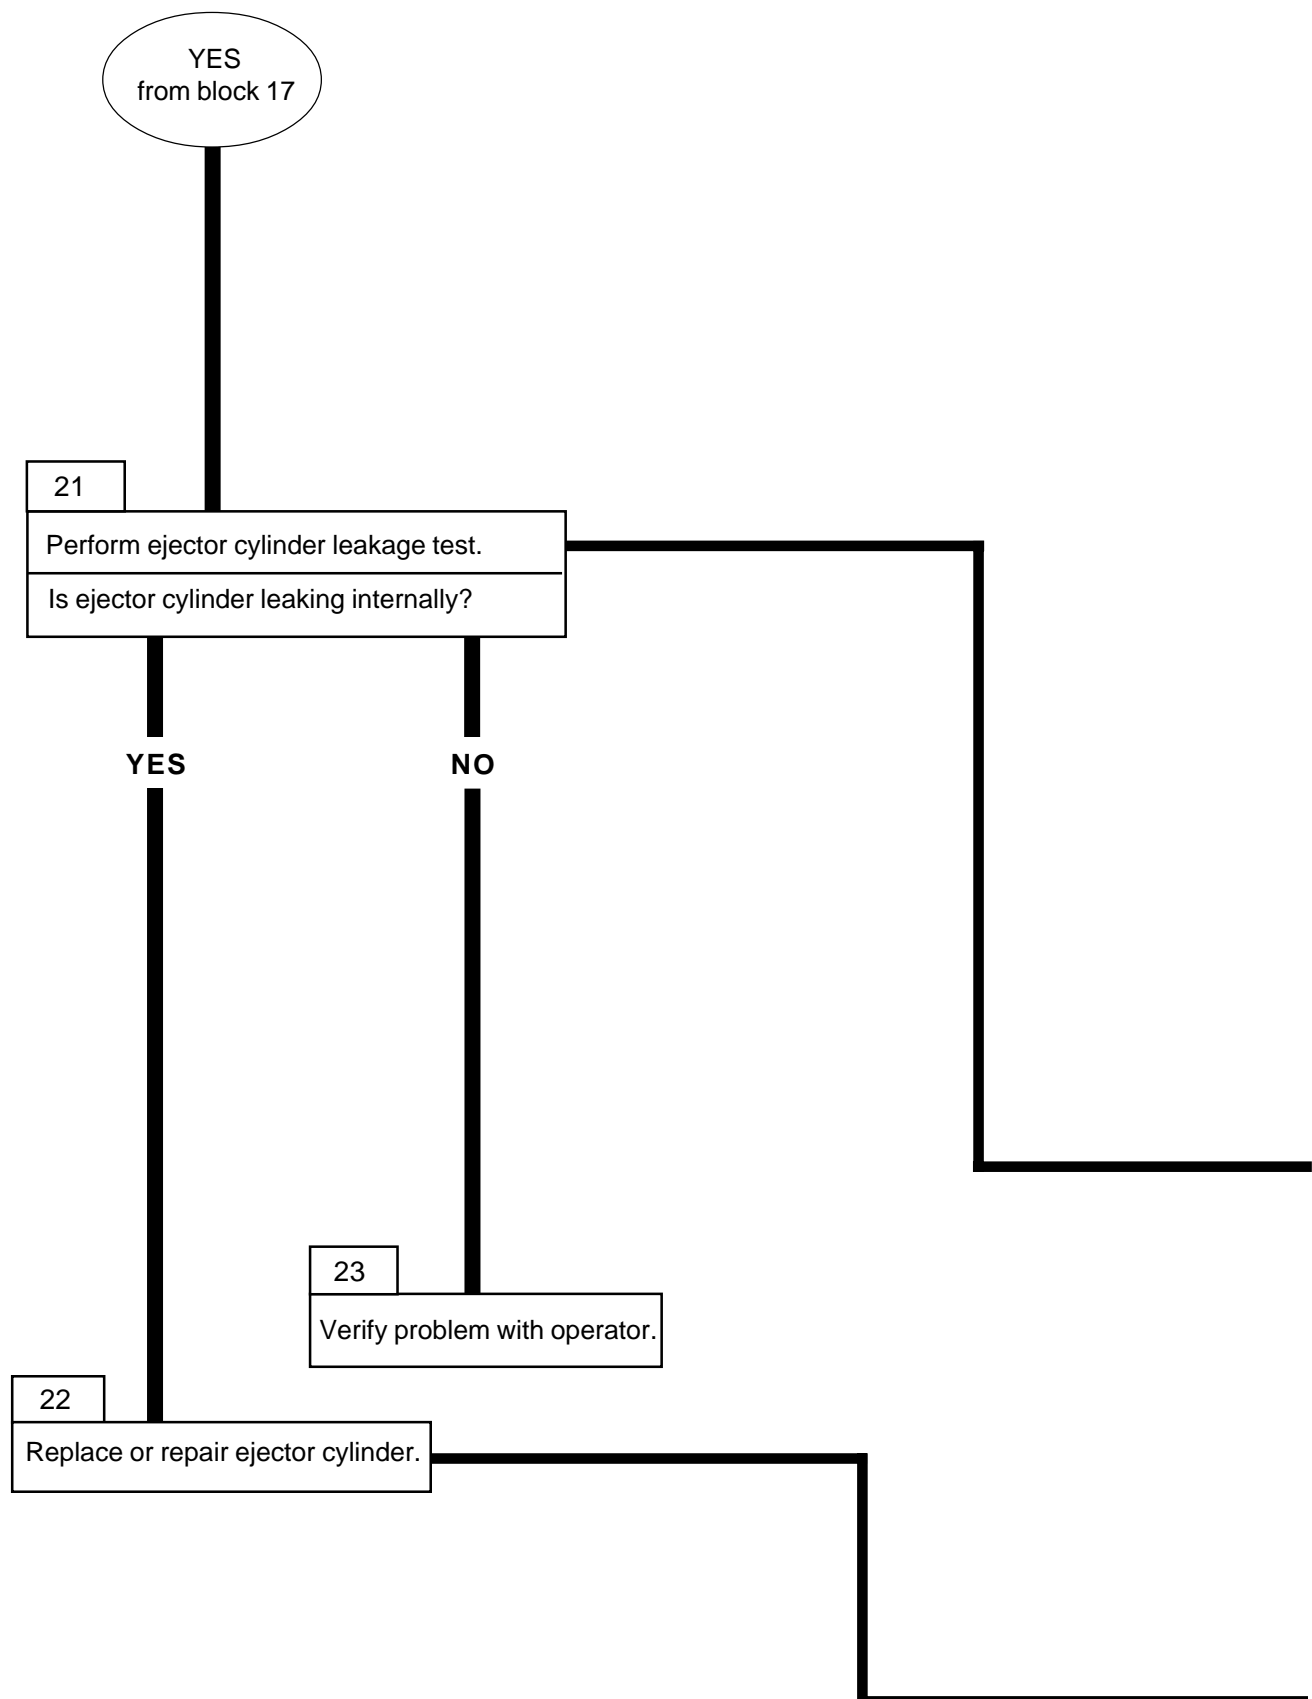 YES
from block 17
21
Perform ejector cylinder leakage test.
Is ejector cylinder leaking internally?
YES
NO
23
Verify problem with operator.
22
Replace or repair ejector cylinder.